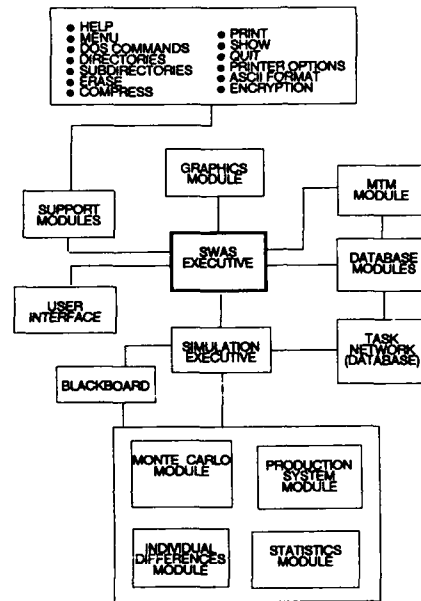 ● HELP
● MENU
● DOS COMMANDS
● DIRECTORIES
● SUBDIRECTORIES
● ERASE
● COMPRESS
● PRINT
● SHOW
● QUIT
● PRINTER OPTIONS
● ASCII FORMAT
● ENCRYPTION
GRAPHICS
MODULE
MTM
MODULE
SUPPORT
MODULES
SWAS
EXECUTIVE
DATABASE
MODULES
USER
INTERFACE
SIMULATION
EXECUTIVE
TASK
NETWORK
(DATABASE)
BLACKBOARD
MONTE CARLO
MODULE
PRODUCTION
SYSTEM
MODULE
INDIVIDUAL
DIFFERENCES
MODULE
STATISTICS
MODULE